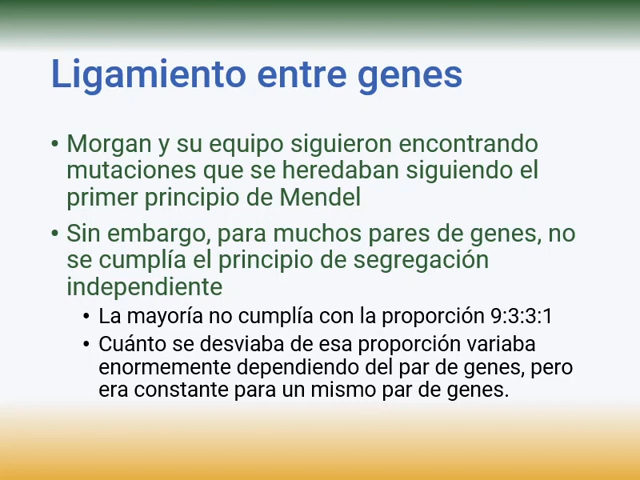 Ligamiento entre genes
• Morgan y su equipo siguieron encontrando
mutaciones que se heredaban siguiendo el
primer principio de Mendel
• Sin embargo, para muchos pares de genes, no
se cumplía el principio de segregación
independiente
• La mayoría no cumplía con la proporción 9:3:3:1
• Cuánto se desviaba de esa proporción variaba
enormemente dependiendo del par de genes, pero
era constante para un mismo par de genes.